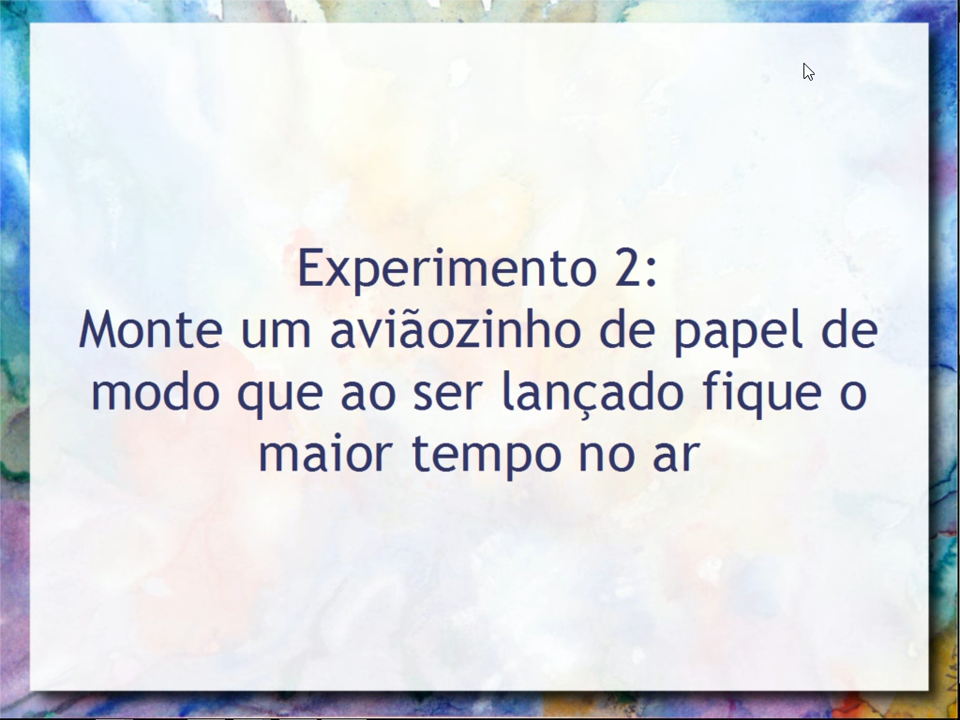 Experimento 2:
Monte um aviãozinho de papel de
modo que ao ser lançado fique o
maior tempo no ar